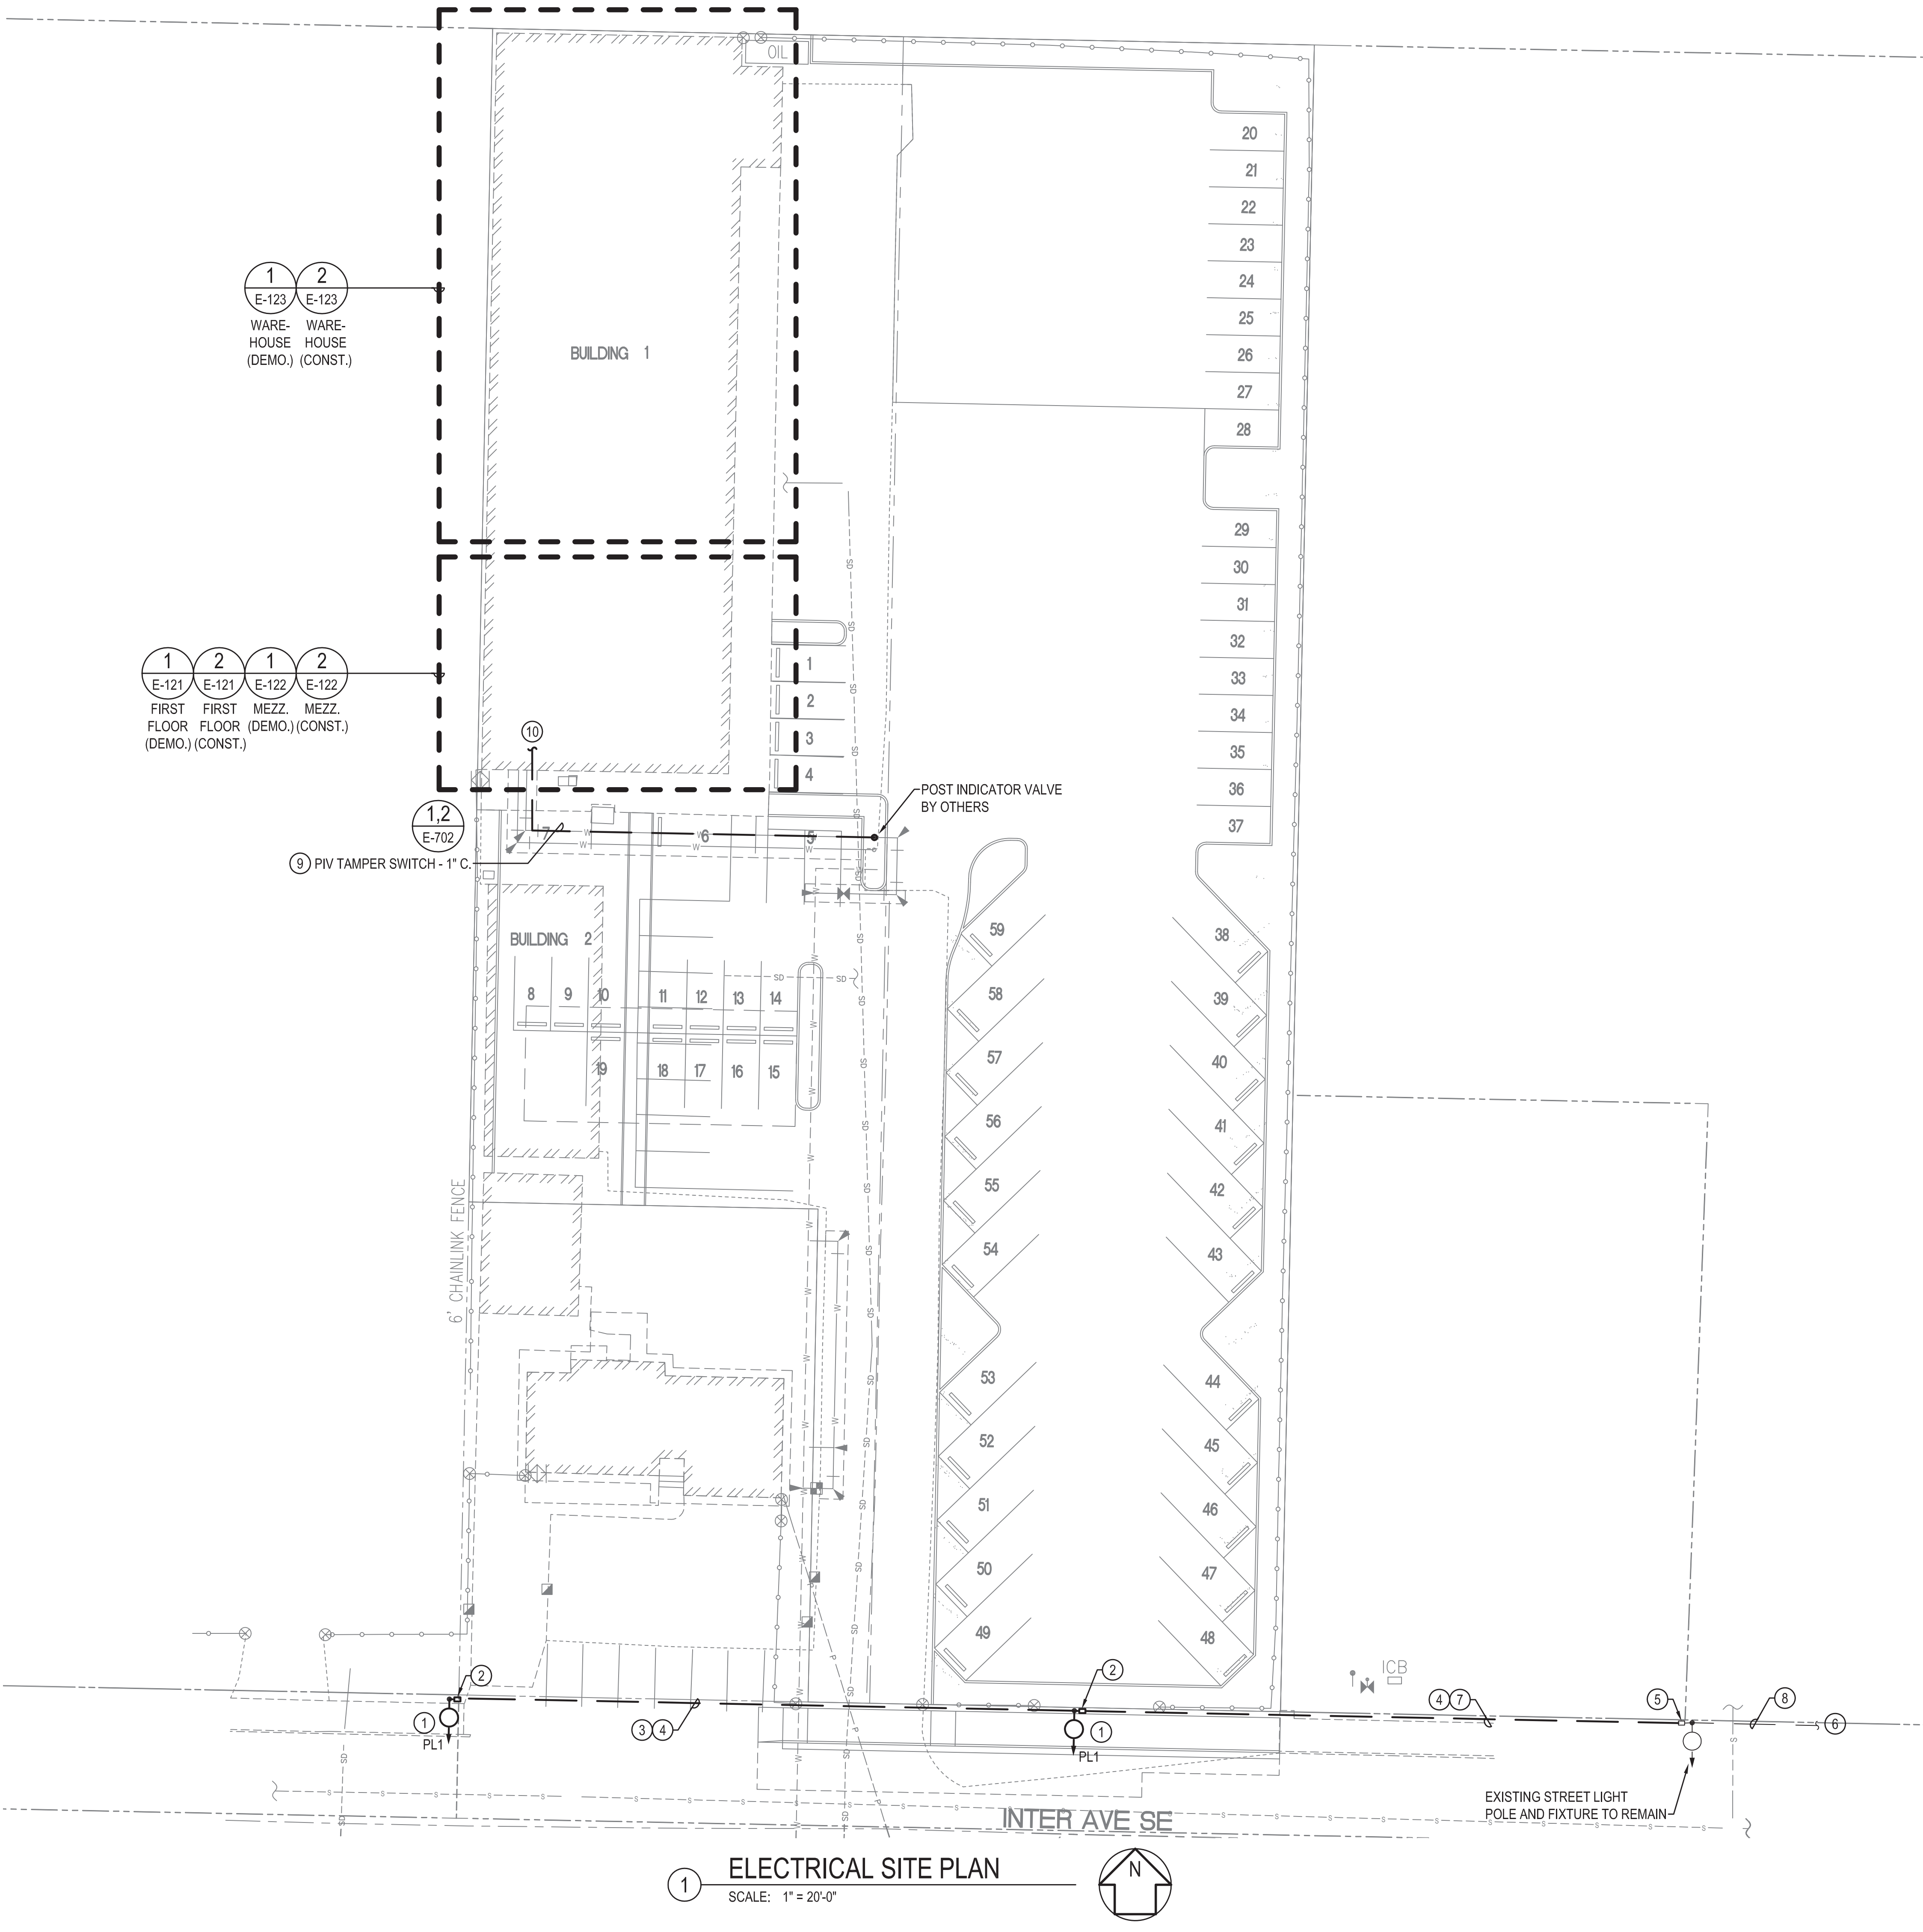 OIL
20
21
22
23
24
25
26
27
28
29
30
31
32
33
34
35
36
37
1 2
E-123 E-123
WARE- WARE-
HOUSE HOUSE
(DEMO.) (CONST.)
BUILDING 1
1 2 1 2
E-121 E-121 E-122 E-122
FIRST FIRST MEZZ. MEZZ.
FLOOR FLOOR (DEMO.) (CONST.)
(DEMO.) (CONST.)
1
2
3
4
10
POST INDICATOR VALVE
BY OTHERS
1,2
E-702
7 6 5
9 PIV TAMPER SWITCH - 1" C.
BUILDING 2
8 9 10 11 12 13 14
19 18 17 16 15
59 38
58 39
57 40
56 41
55 42
54 43
53 44
52 45
51 46
50 47
49 48
SD
W
S
P
6' CHAINLINK FENCE
ICB
2
1
PL1
3 4
2
1
PL1
4 7
5
8
6
EXISTING STREET LIGHT
POLE AND FIXTURE TO REMAIN
INTER AVE SE
1 ELECTRICAL SITE PLAN
SCALE: 1" = 20'-0"
N